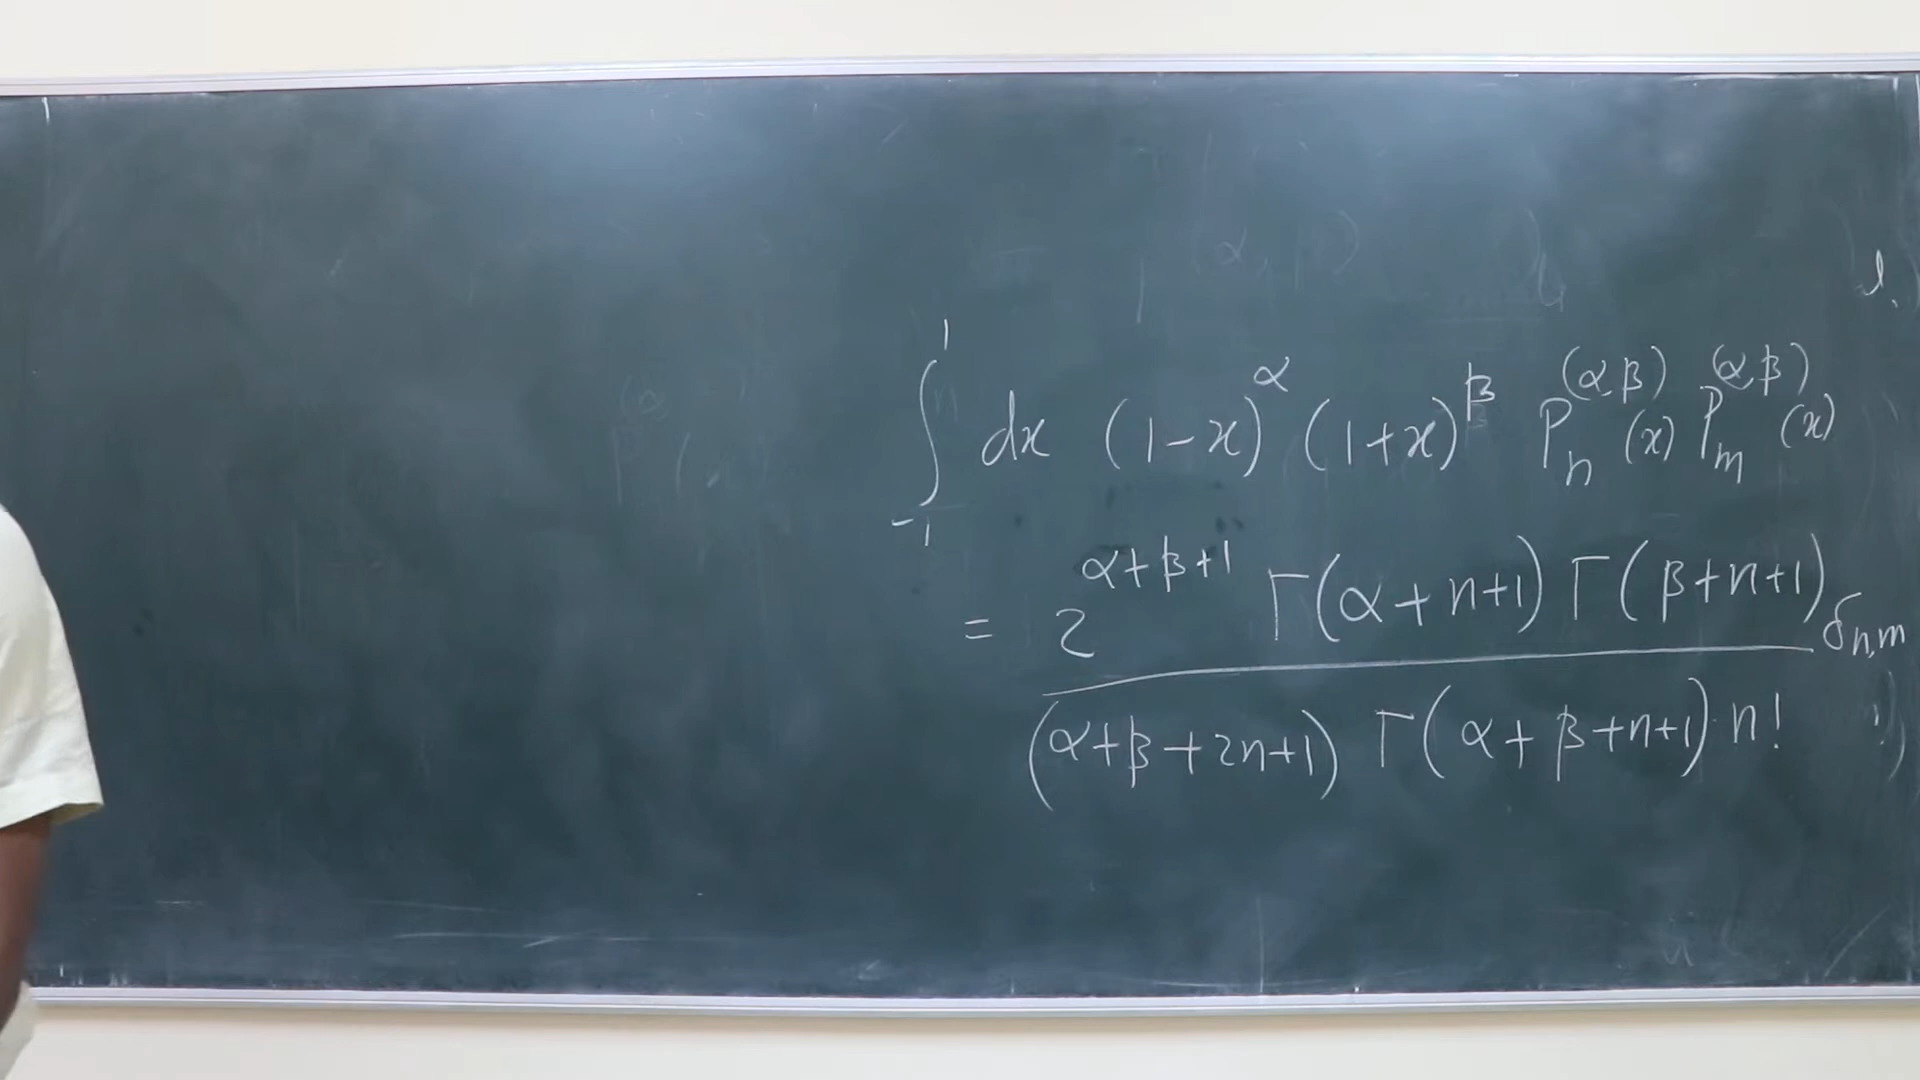 ∫_{-1}^{1} dx (1-x)^α (1+x)^β P_n^{(α,β)}(x) P_m^{(α,β)}(x)
= 2^{α+β+1} Γ(α+n+1) Γ(β+n+1) δ_{n,m}
(α+β+2n+1) Γ(α+β+n+1) n!